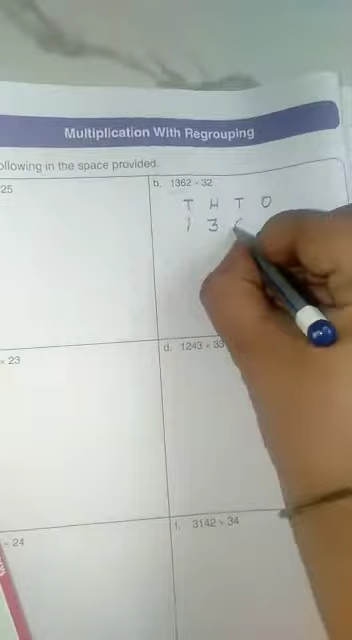 Multiplication With Regrouping
ollowing in the space provided.
25
b. 1362 × 32
T H T O
1 3 6
× 23
d. 1243 × 33
× 24
f. 3142 × 34